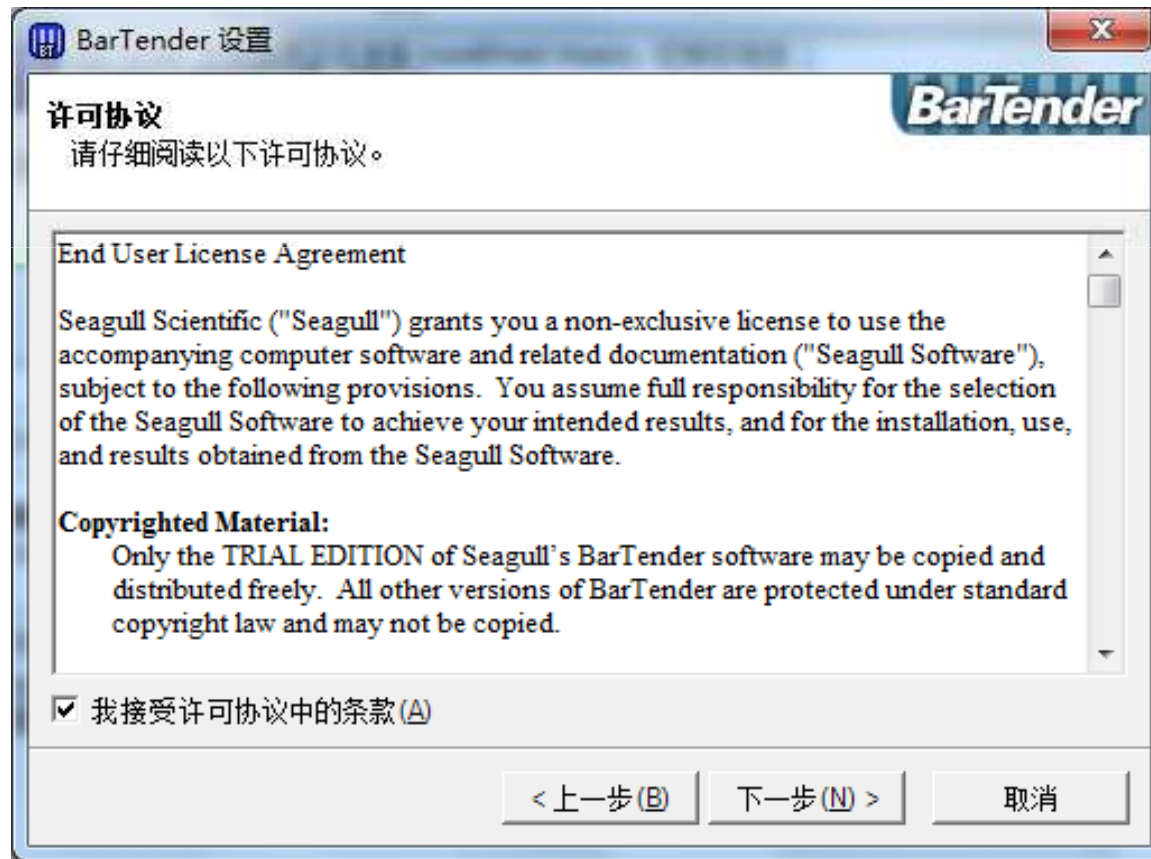 BarTender 设置
许可协议
BarTender
请仔细阅读以下许可协议。
End User License Agreement
Seagull Scientific ("Seagull") grants you a non-exclusive license to use the
accompanying computer software and related documentation ("Seagull Software"),
subject to the following provisions.  You assume full responsibility for the selection
of the Seagull Software to achieve your intended results, and for the installation, use,
and results obtained from the Seagull Software.
Copyrighted Material:
Only the TRIAL EDITION of Seagull’s BarTender software may be copied and
distributed freely.  All other versions of BarTender are protected under standard
copyright law and may not be copied.
我接受许可协议中的条款(A)
<上一步(B)
下一步(N) >
取消